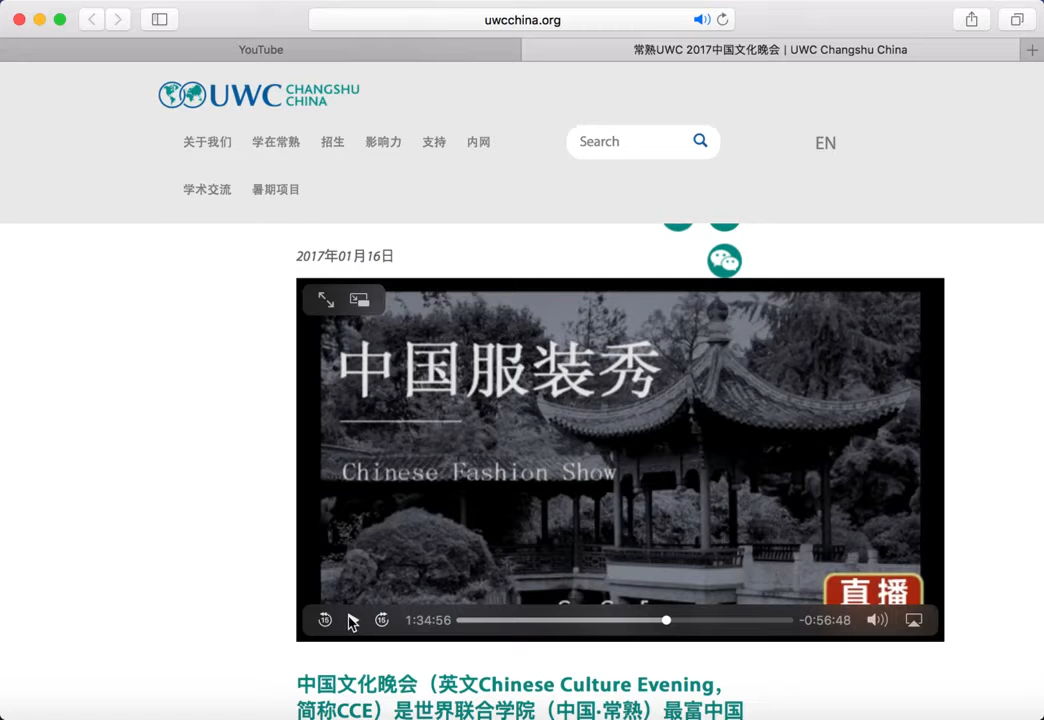 uwcchina.org
YouTube
常熟UWC 2017中国文化晚会 | UWC Changshu China
UWC CHANGSHU CHINA
关于我们 学在常熟 招生 影响力 支持 内网
Search
EN
学术交流 暑期项目
2017年01月16日
中国服装秀
Chinese Fashion Show
直播
15 15 1:34:56 -0:56:48
中国文化晚会（英文Chinese Culture Evening，
简称CCE）是世界联合学院（中国·常熟）最富中国